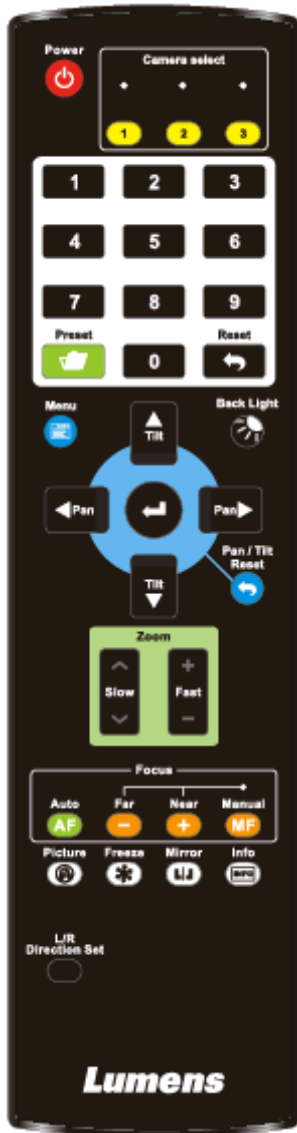 Power
Camera select
1 2 3
1 2 3
4 5 6
7 8 9
Preset Reset
0
Menu Back Light
Tilt
Pan Pan
Tilt
Pan / Tilt
Reset
Zoom
Slow Fast
Focus
Auto Far Near Manual
AF MF
Picture Freeze Mirror Info
INFO
L/R
Direction Set
Lumens